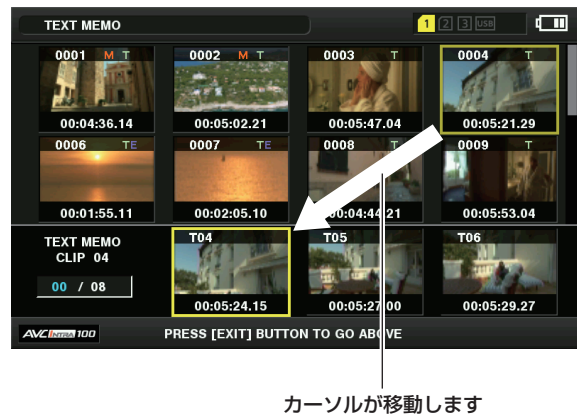 TEXT MEMO
1 2 3 USB
0001 M T
0002 M T
0003 T
0004 T
00:04:36.14
00:05:02.21
00:05:47.04
00:05:21.29
0006 TE
0007 TE
0008 T
0009 T
00:01:55.11
00:02:05.10
00:04:44.21
00:05:53.04
TEXT MEMO
CLIP 04
00 / 08
T04
T05
T06
00:05:24.15
00:05:27.00
00:05:29.27
AVC INTRA 100
PRESS [EXIT] BUTTON TO GO ABOVE
カーソルが移動します